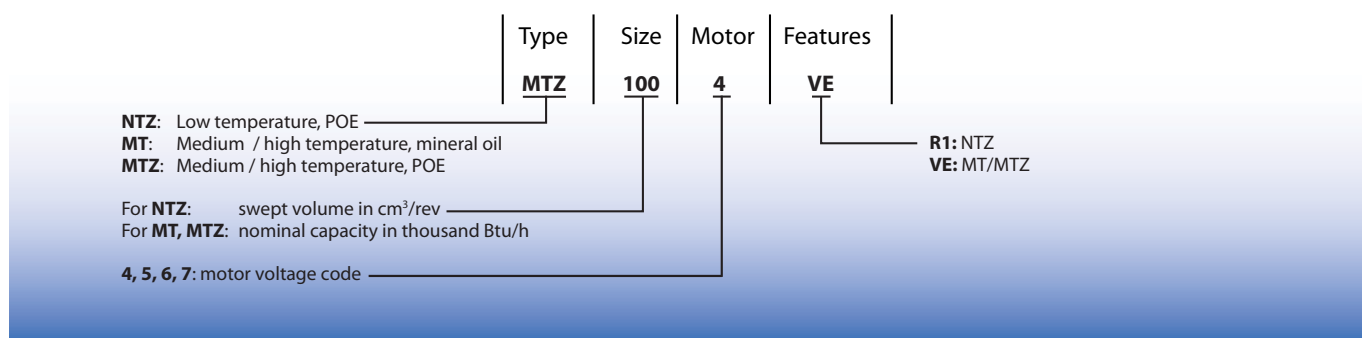 Type Size Motor Features
MTZ 100 4 VE
NTZ: Low temperature, POE
MT: Medium / high temperature, mineral oil
MTZ: Medium / high temperature, POE
R1: NTZ
VE: MT/MTZ
For NTZ: swept volume in cm³/rev
For MT, MTZ: nominal capacity in thousand Btu/h
4, 5, 6, 7: motor voltage code